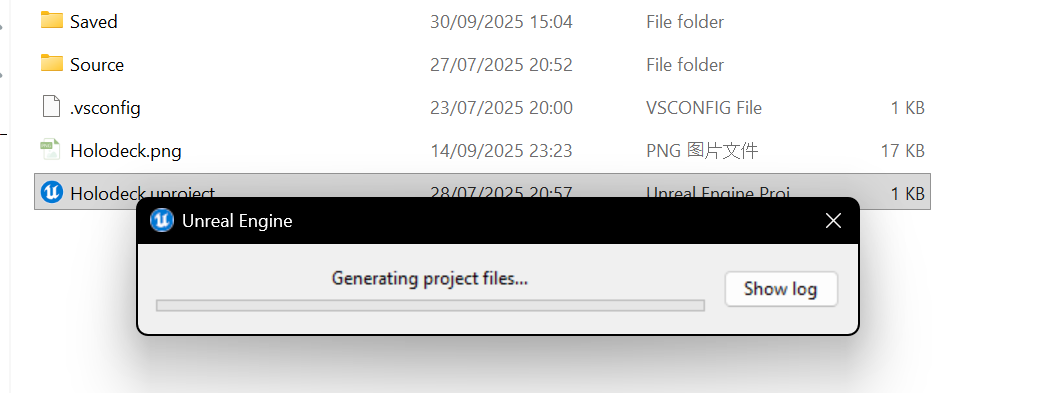 Saved 30/09/2025 15:04 File folder
Source 27/07/2025 20:52 File folder
.vsconfig 23/07/2025 20:00 VSCONFIG File 1 KB
Holodeck.png 14/09/2025 23:23 PNG 图片文件 17 KB
Holodeck.uproject 28/07/2025 20:57 Unreal Engine Proj... 1 KB
Unreal Engine
Generating project files...
Show log